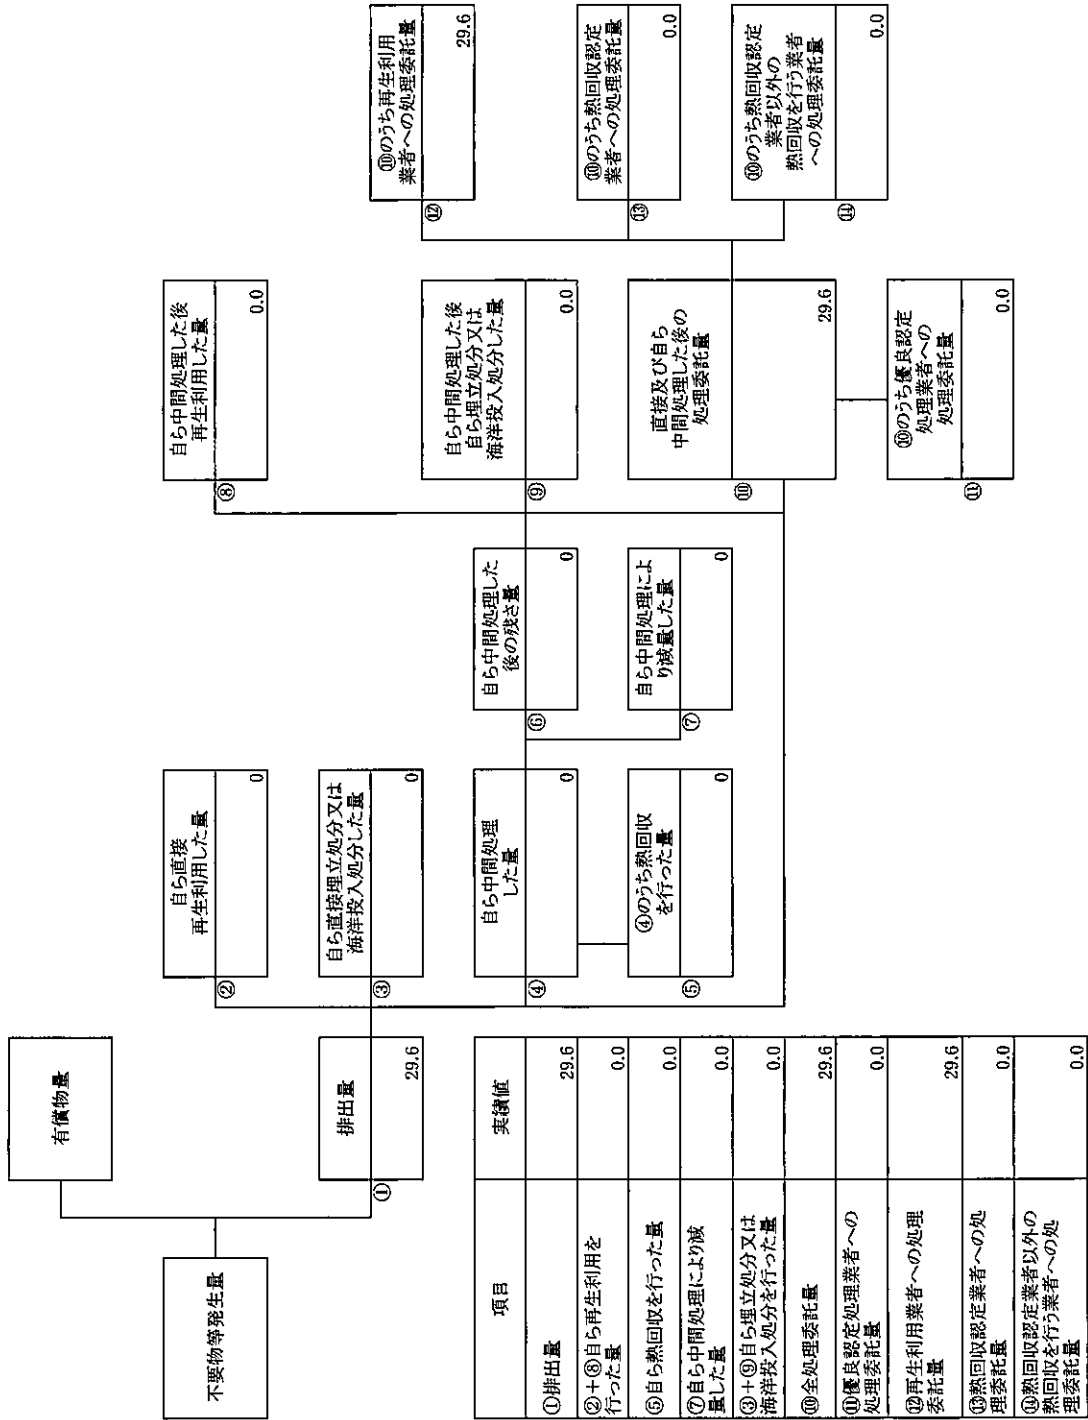 有償物量
不要物等発生量
排出量
①
29.6
自ら直接
再生利用した量
②
0
自ら直接埋立処分又は
海洋投入処分した量
③
0
自ら中間処理
した量
④
0
④のうち熱回収
を行った量
⑤
0
自ら中間処理した
後の残さ量
⑥
0
自ら中間処理によ
り減量した量
⑦
0
自ら中間処理した後
再生利用した量
⑧
0.0
自ら中間処理した後
自ら埋立処分又は
海洋投入処分した量
⑨
0.0
直接及び自ら
中間処理した後の
処理委託量
⑩
29.6
⑩のうち優良認定
処理業者への
処理委託量
⑪
0.0
⑩のうち再生利用
業者への処理委託量
⑫
29.6
⑩のうち熱回収認定
業者への処理委託量
⑬
0.0
⑩のうち熱回収認定
業者以外の
熱回収を行う業者
への処理委託量
⑭
0.0
項目 実績値
①排出量 29.6
②+⑧自ら再生利用を
行った量 0.0
⑤自ら熱回収を行った量 0.0
⑦自ら中間処理により減
量した量 0.0
③+⑨自ら埋立処分又は
海洋投入処分を行った量 0.0
⑩全処理委託量 29.6
⑪優良認定処理業者への
処理委託量 0.0
⑫再生利用業者への処理
委託量 29.6
⑬熱回収認定業者への処
理委託量 0.0
⑭熱回収認定業者以外の
熱回収を行う業者への処
理委託量 0.0